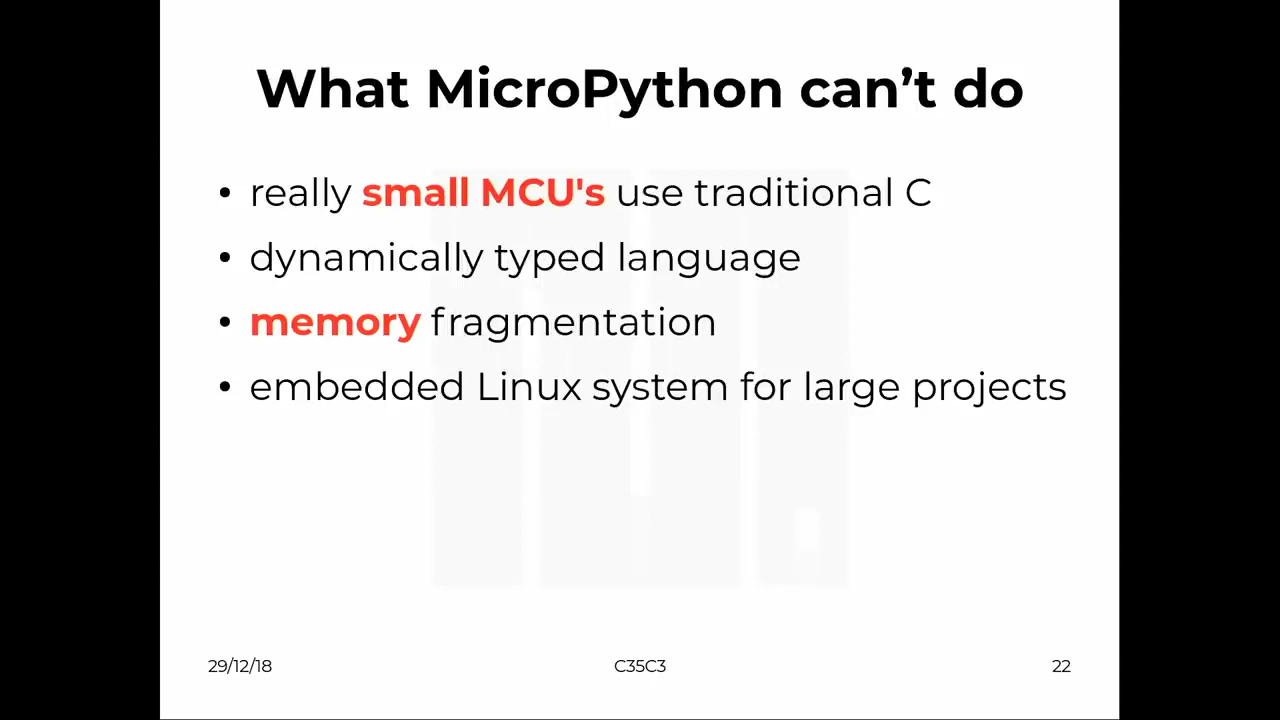 What MicroPython can’t do
• really small MCU's use traditional C
• dynamically typed language
• memory fragmentation
• embedded Linux system for large projects
29/12/18 C35C3 22